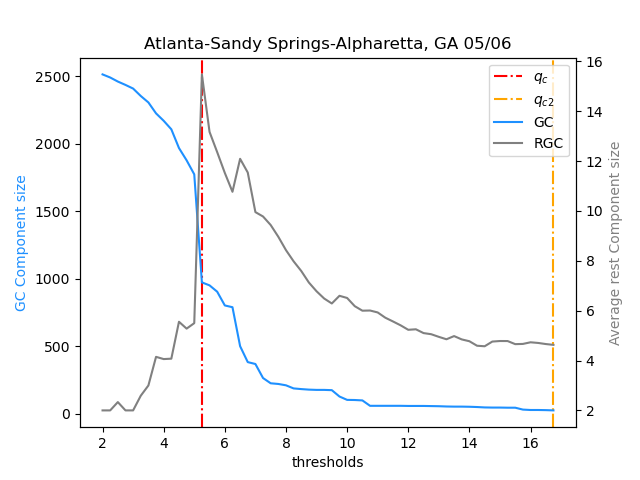 Atlanta-Sandy Springs-Alpharetta, GA 05/06
GC Component size
2500
2000
1500
1000
500
0
q_c
q_{c2}
GC
RGC
16
14
12
10
8
6
4
2
Average rest Component size
2 4 6 8 10 12 14 16
thresholds